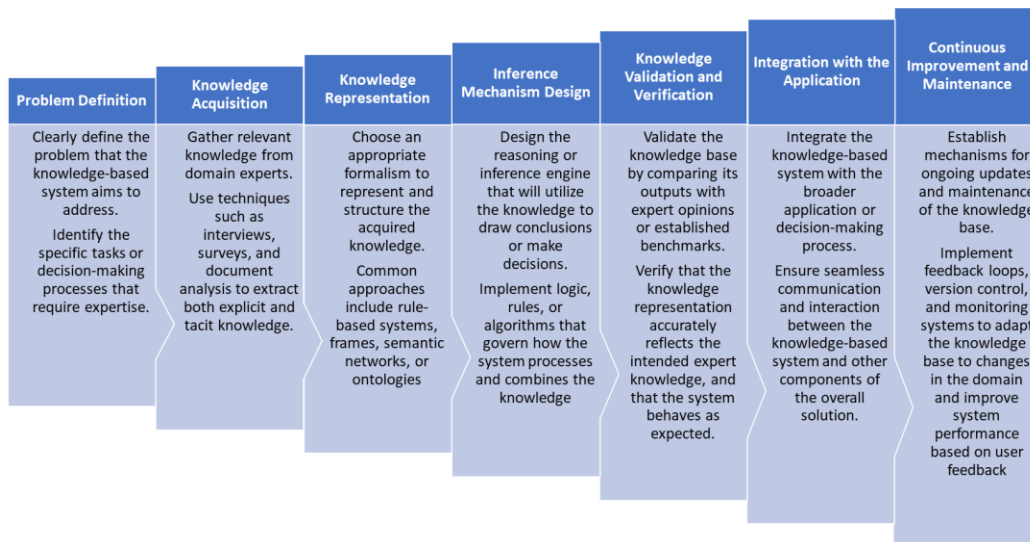 Problem Definition
Clearly define the
problem that the
knowledge-based
system aims to
address.
Identify the
specific tasks or
decision-making
processes that
require expertise.
Knowledge
Acquisition
Gather relevant
knowledge from
domain experts.
Use techniques
such as
interviews,
surveys, and
document
analysis to extract
both explicit and
tacit knowledge.
Knowledge
Representation
Choose an
appropriate
formalism to
represent and
structure the
acquired
knowledge.
Common
approaches
include rule-
based systems,
frames, semantic
networks, or
ontologies
Inference
Mechanism Design
Design the
reasoning or
inference engine
that will utilize
the knowledge to
draw conclusions
or make
decisions.
Implement logic,
rules, or
algorithms that
govern how the
system processes
and combines the
knowledge
Knowledge
Validation and
Verification
Validate the
knowledge base
by comparing its
outputs with
expert opinions
or established
benchmarks.
Verify that the
knowledge
representation
accurately
reflects the
intended expert
knowledge, and
that the system
behaves as
expected.
Integration with the
Application
Integrate the
knowledge-based
system with the
broader
application or
decision-making
process.
Ensure seamless
communication
and interaction
between the
knowledge-based
system and other
components of
the overall
solution.
Continuous
Improvement and
Maintenance
Establish
mechanisms for
ongoing updates
and maintenance
of the knowledge
base.
Implement
feedback loops,
version control,
and monitoring
systems to adapt
the knowledge
base to changes
in the domain
and improve
system
performance
based on user
feedback